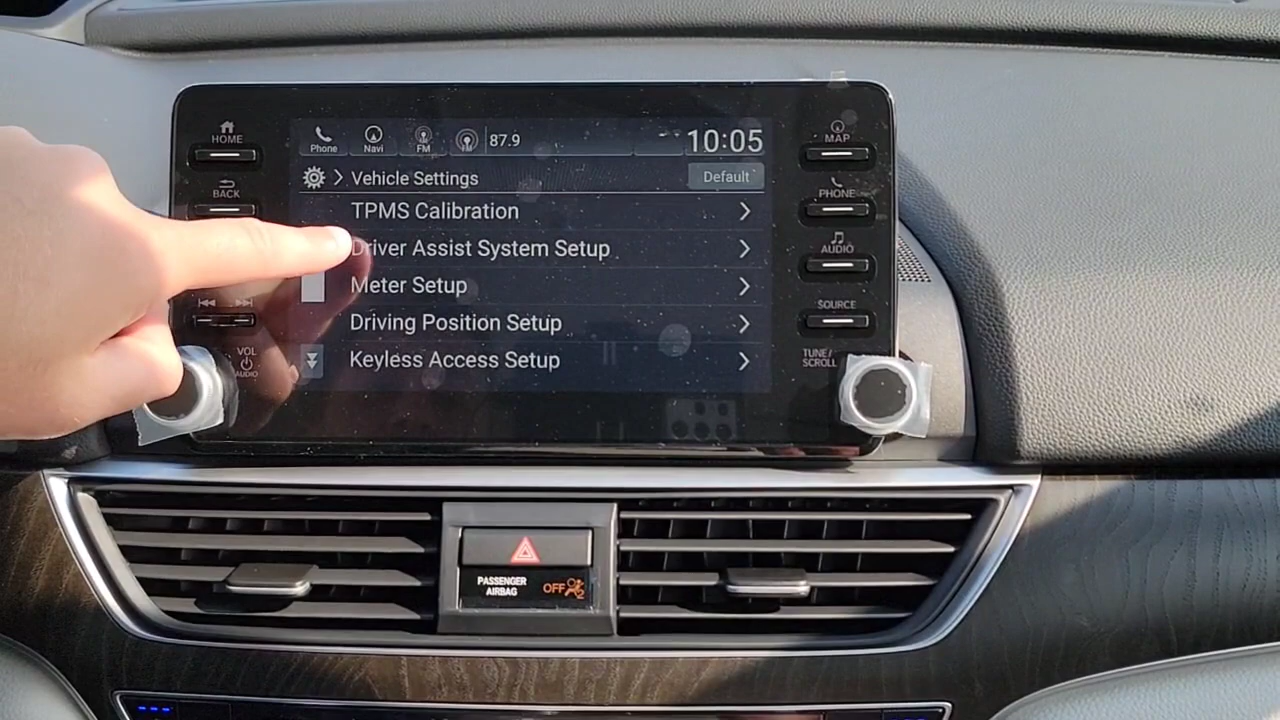 HOME
BACK
VOL
AUDIO
Phone
Navi
FM
FM
87.9
10:05
Vehicle Settings
Default
TPMS Calibration
Driver Assist System Setup
Meter Setup
Driving Position Setup
Keyless Access Setup
MAP
PHONE
AUDIO
SOURCE
TUNE/
SCROLL
PASSENGER
AIRBAG
OFF